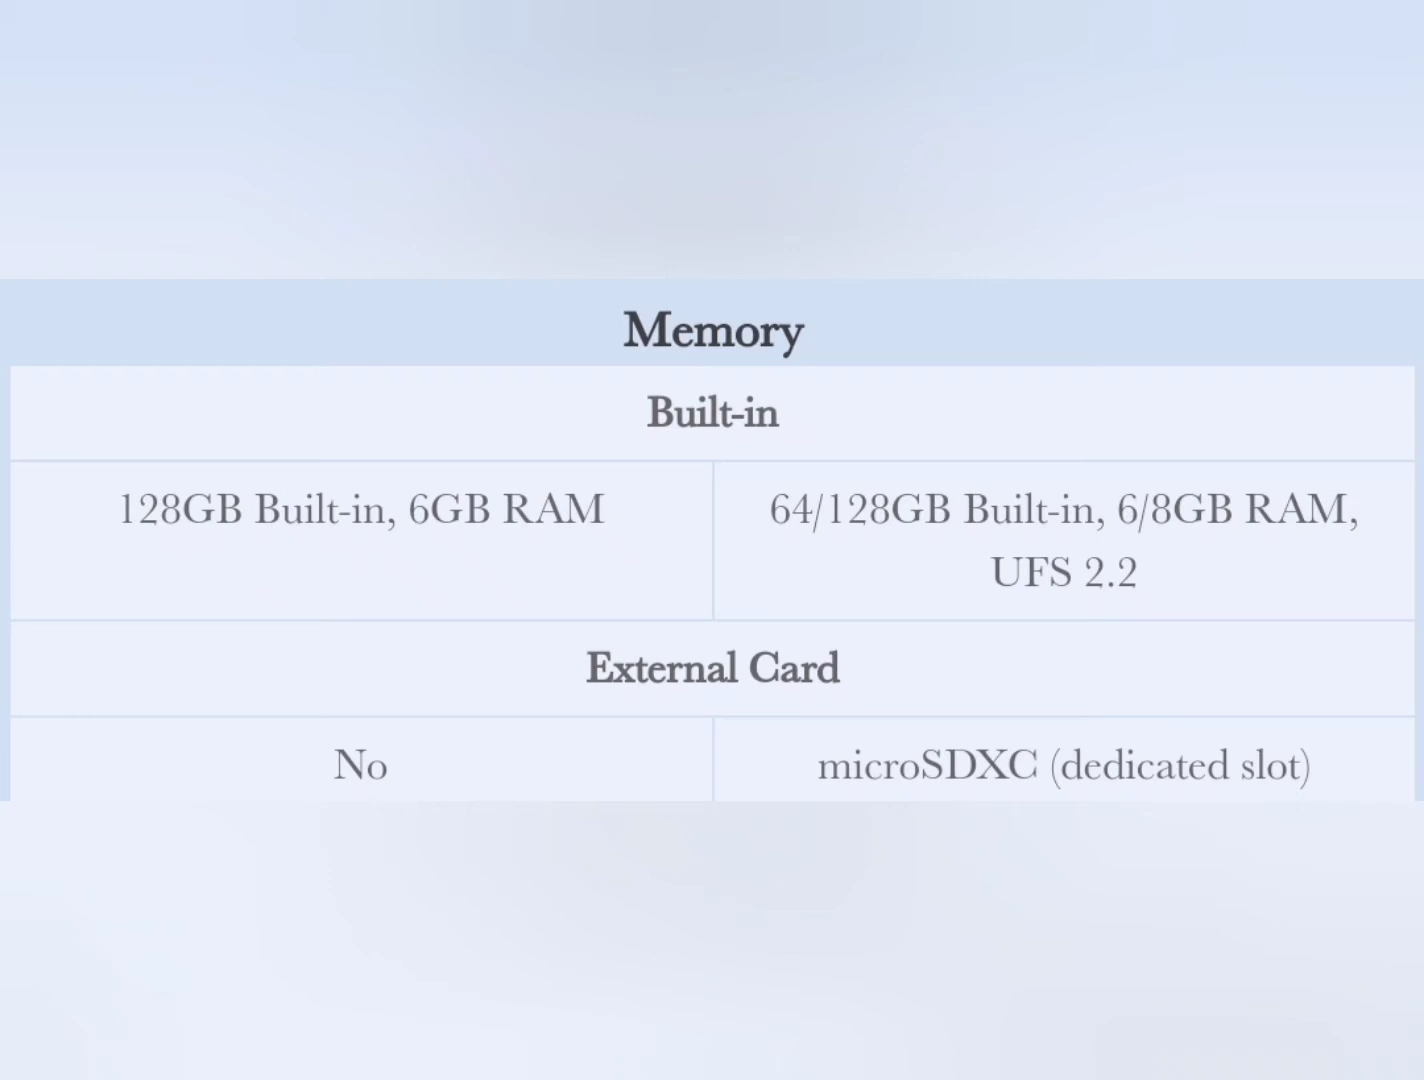 Memory
Built-in
128GB Built-in, 6GB RAM
64/128GB Built-in, 6/8GB RAM,
UFS 2.2
External Card
No
microSDXC (dedicated slot)